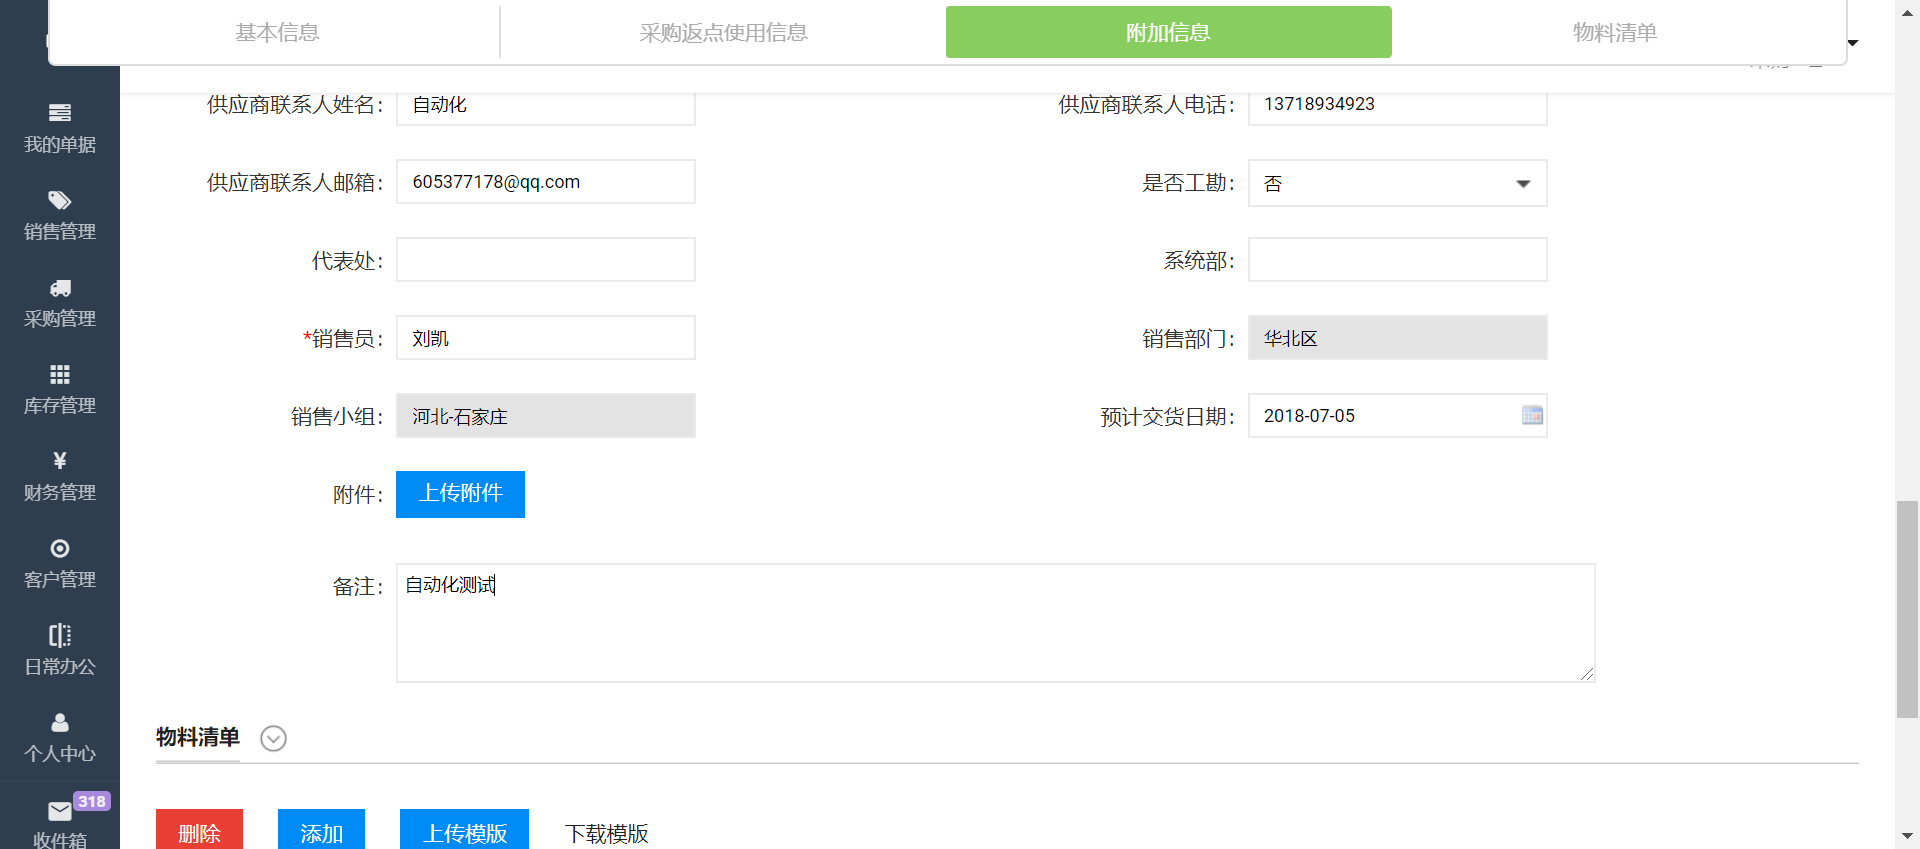 基本信息
采购返点使用信息
附加信息
物料清单
我的单据
销售管理
采购管理
库存管理
财务管理
客户管理
日常办公
个人中心
318
收件箱
供应商联系人姓名：
自动化
供应商联系人电话：
13718934923
供应商联系人邮箱：
605377178@qq.com
是否工勘：
否
代表处：
系统部：
*销售员：
刘凯
销售部门：
华北区
销售小组：
河北-石家庄
预计交货日期：
2018-07-05
附件：
上传附件
备注：
自动化测试
物料清单
删除
添加
上传模版
下载模版